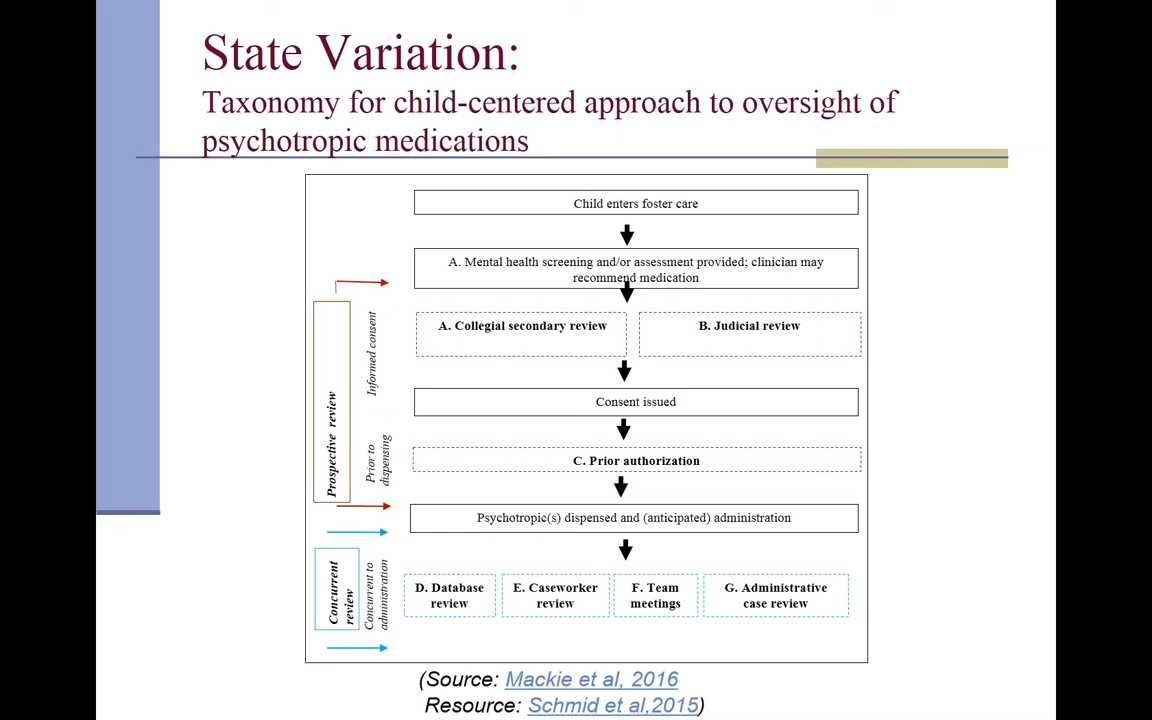 State Variation:
Taxonomy for child-centered approach to oversight of
psychotropic medications
Child enters foster care
A. Mental health screening and/or assessment provided; clinician may
recommend medication
Informed consent
A. Collegial secondary review
B. Judicial review
Prospective review
Consent issued
Prior to
dispensing
C. Prior authorization
Psychotropic(s) dispensed and (anticipated) administration
Concurrent
review
Concurrent to
administration
D. Database
review
E. Caseworker
review
F. Team
meetings
G. Administrative
case review
(Source: Mackie et al, 2016
Resource: Schmid et al,2015)